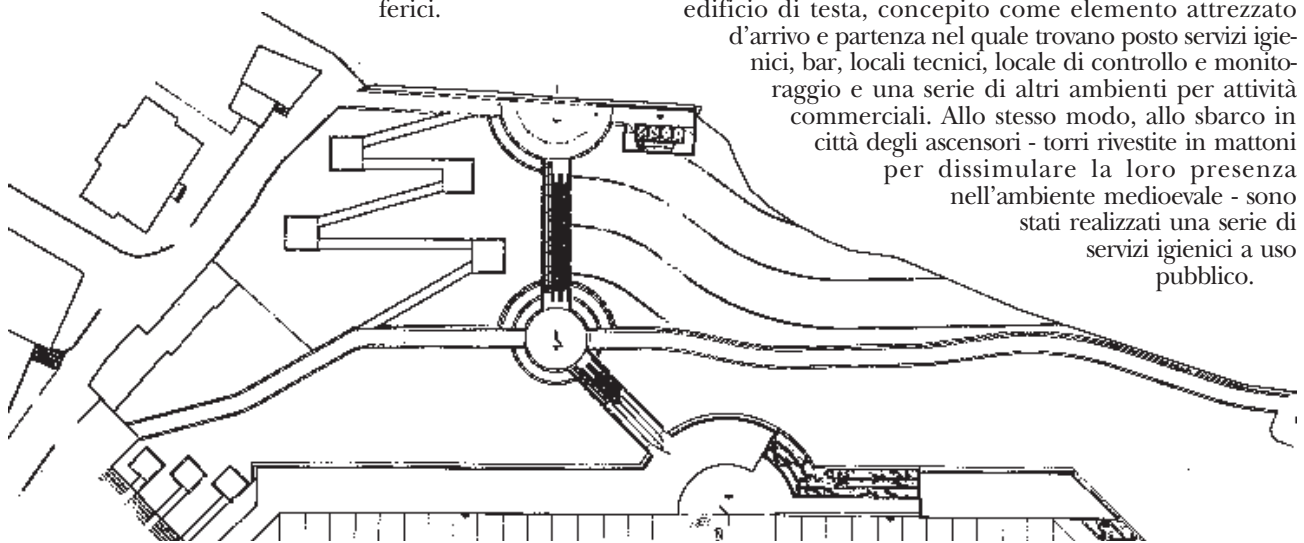 ferici.
edificio di testa, concepito come elemento attrezzato
d'arrivo e partenza nel quale trovano posto servizi igie-
nici, bar, locali tecnici, locale di controllo e monito-
raggio e una serie di altri ambienti per attività
commerciali. Allo stesso modo, allo sbarco in
città degli ascensori - torri rivestite in mattoni
per dissimulare la loro presenza
nell'ambiente medioevale - sono
stati realizzati una serie di
servizi igienici a uso
pubblico.